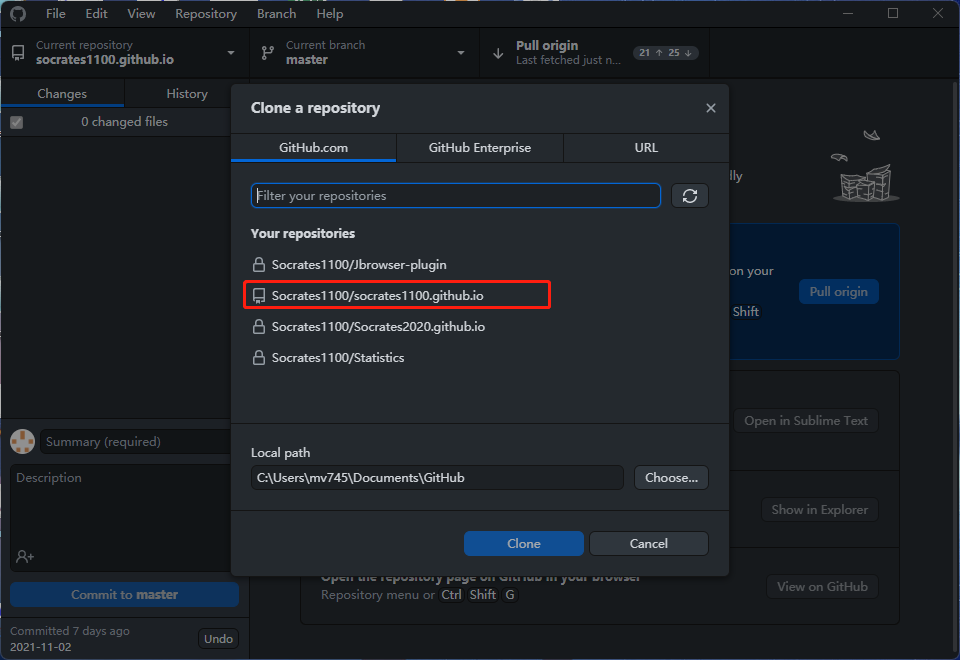 File Edit View Repository Branch Help
Current repository
socrates1100.github.io
Current branch
master
Pull origin
Last fetched just n...
21 ↑ 25 ↓
Changes
History
0 changed files
Clone a repository
GitHub.com
GitHub Enterprise
URL
Filter your repositories
Your repositories
Socrates1100/Jbrowser-plugin
Socrates1100/socrates1100.github.io
Socrates1100/Socrates2020.github.io
Socrates1100/Statistics
Local path
C:\Users\mv745\Documents\GitHub
Choose...
Clone
Cancel
lly
on your
Pull origin
Shift
Open in Sublime Text
Show in Explorer
Open the repository page on GitHub in your browser
Repository menu or Ctrl Shift G
View on GitHub
Summary (required)
Description
Commit to master
Committed 7 days ago
2021-11-02
Undo